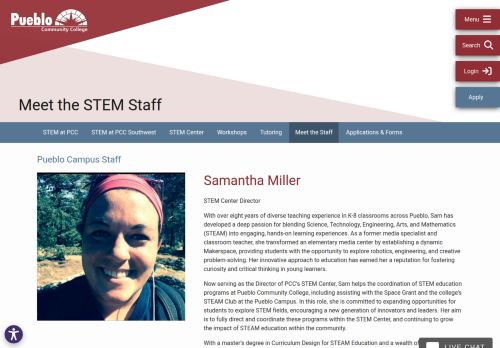 Pueblo
Community College
Menu
Search
Login
Apply
Meet the STEM Staff
STEM at PCC
STEM at PCC Southwest
STEM Center
Workshops
Tutoring
Meet the Staff
Applications & Forms
Pueblo Campus Staff
Samantha Miller
STEM Center Director
With over eight years of diverse teaching experience in K-8 classrooms across Pueblo, Sam has
developed a deep passion for blending Science, Technology, Engineering, Arts, and Mathematics
(STEAM) into engaging, hands-on learning experiences. As a former media specialist and
classroom teacher, she transformed an elementary media center by establishing a dynamic
Makerspace, providing students with the opportunity to explore robotics, engineering, and creative
problem-solving. Her innovative approach to education has earned her a reputation for fostering
curiosity and critical thinking in young learners.
Now serving as the Director of PCC's STEM Center, Sam helps the coordination of STEM education
programs at Pueblo Community College, including assisting with the Space Grant and the college's
STEAM Club at the Pueblo Campus. In this role, she is committed to expanding opportunities for
students to explore STEM fields, encouraging a new generation of innovators and leaders. Her aim
is to fully direct and coordinate these programs within the STEM Center, and continuing to grow
the impact of STEAM education within the community.
With a master's degree in Curriculum Design for STEAM Education and a wealth of
LIVE CHAT